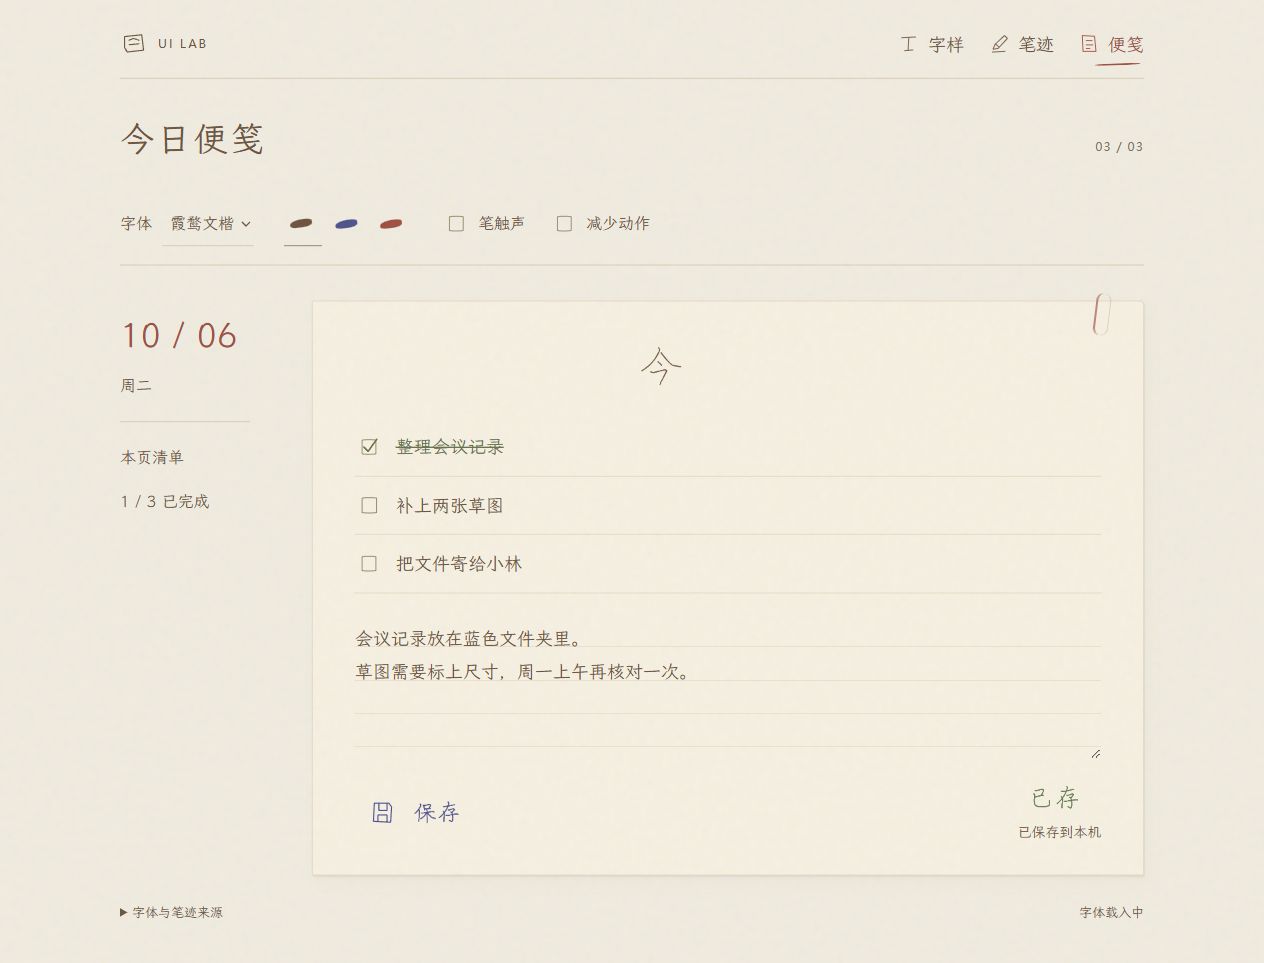 UI LAB
字样 笔迹 便笺
今日便笺
03 / 03
字体 霞鹜文楷 笔触声 减少动作
10 / 06
周二
本页清单
1 / 3 已完成
今
整理会议记录
补上两张草图
把文件寄给小林
会议记录放在蓝色文件夹里。
草图需要标上尺寸，周一上午再核对一次。
保存
已存
已保存到本机
字体与笔迹来源
字体载入中